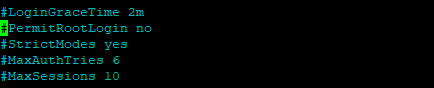 #LoginGraceTime 2m
#PermitRootLogin no
#StrictModes yes
#MaxAuthTries 6
#MaxSessions 10